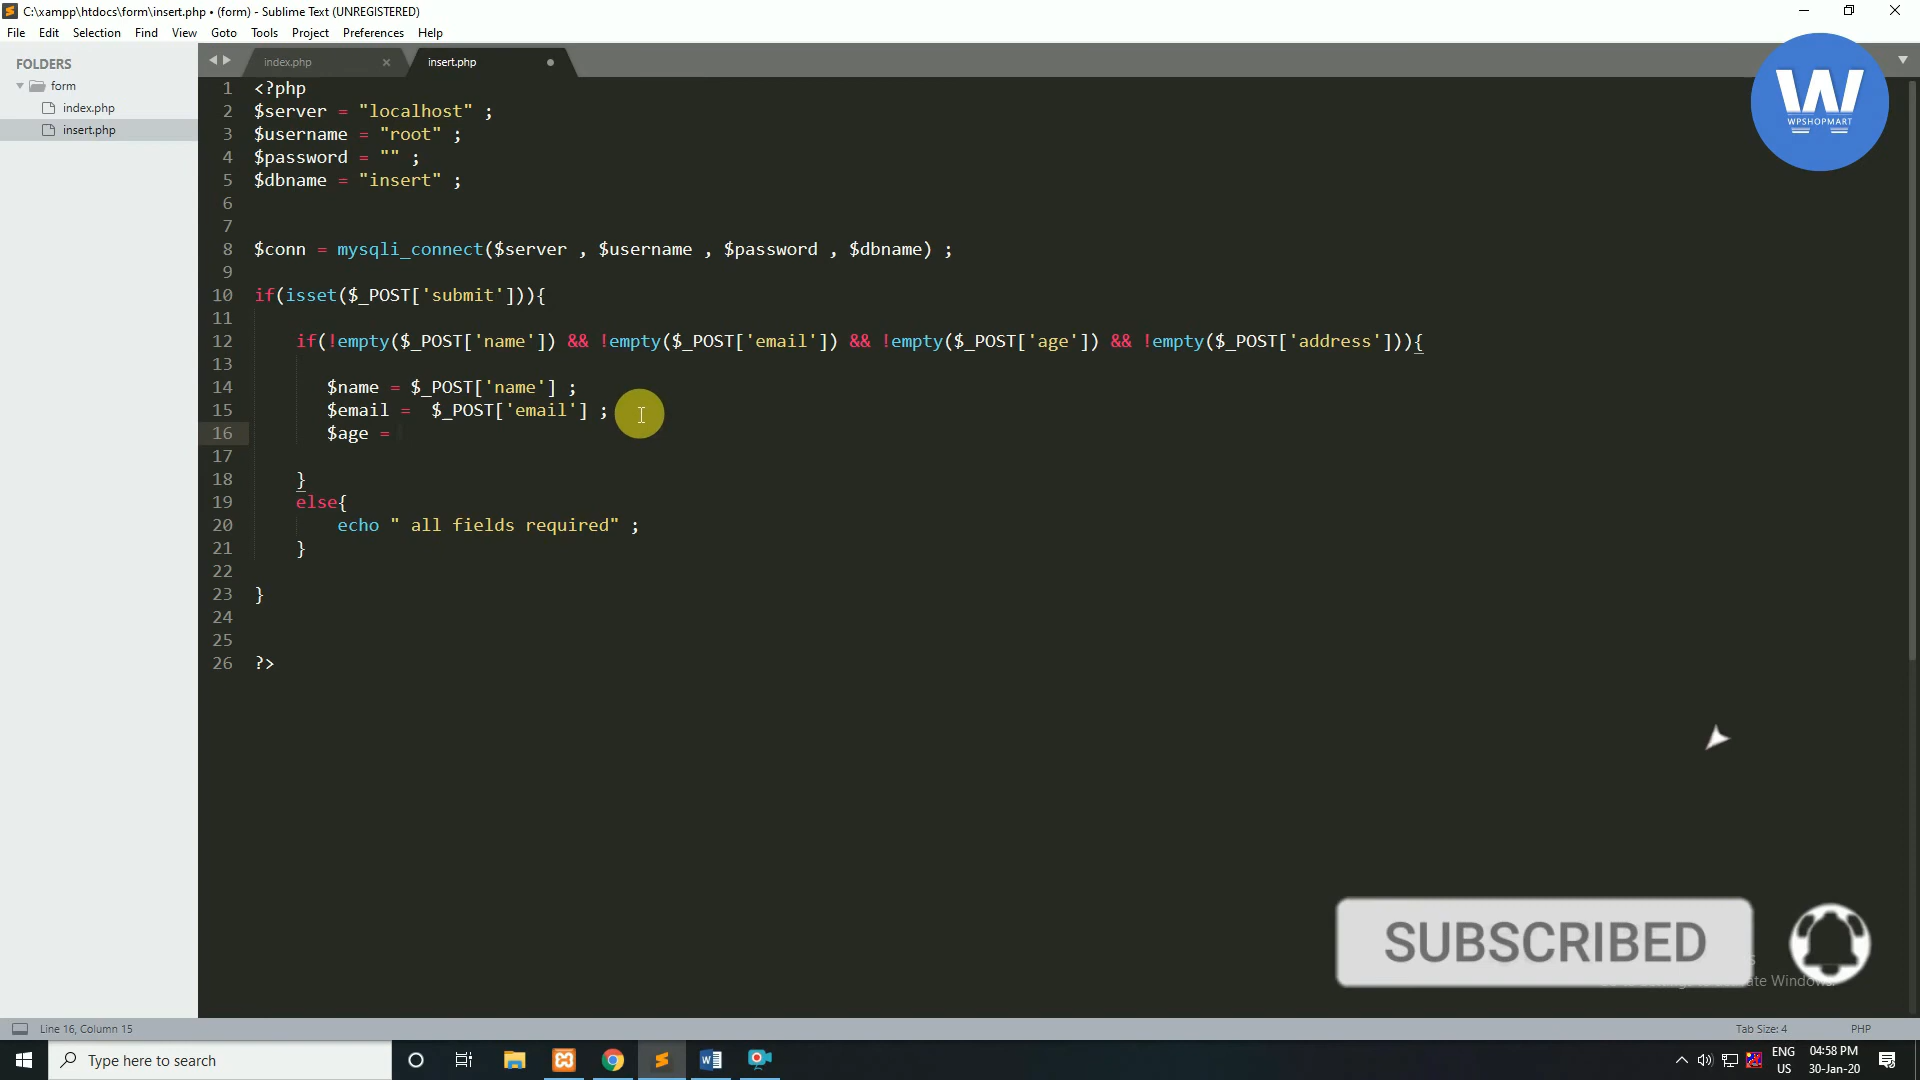 C:\xampp\htdocs\form\insert.php • (form) - Sublime Text (UNREGISTERED)
File Edit Selection Find View Goto Tools Project Preferences Help
FOLDERS
form
index.php
insert.php
index.php × insert.php
W
WPSHOPMART
1 <?php
2 $server = "localhost" ;
3 $username = "root" ;
4 $password = "" ;
5 $dbname = "insert" ;
6
7
8 $conn = mysqli_connect($server , $username , $password , $dbname) ;
9
10 if(isset($_POST['submit'])){
11
12 if(!empty($_POST['name']) && !empty($_POST['email']) && !empty($_POST['age']) && !empty($_POST['address'])){
13
14 $name = $_POST['name'] ;
15 $email =  $_POST['email'] ;
16 $age =
17
18 }
19 else{
20 echo " all fields required" ;
21 }
22
23 }
24
25
26 ?>
SUBSCRIBED
Line 16, Column 15
Tab Size: 4
PHP
Type here to search
ENG
US
04:58 PM
30-Jan-20